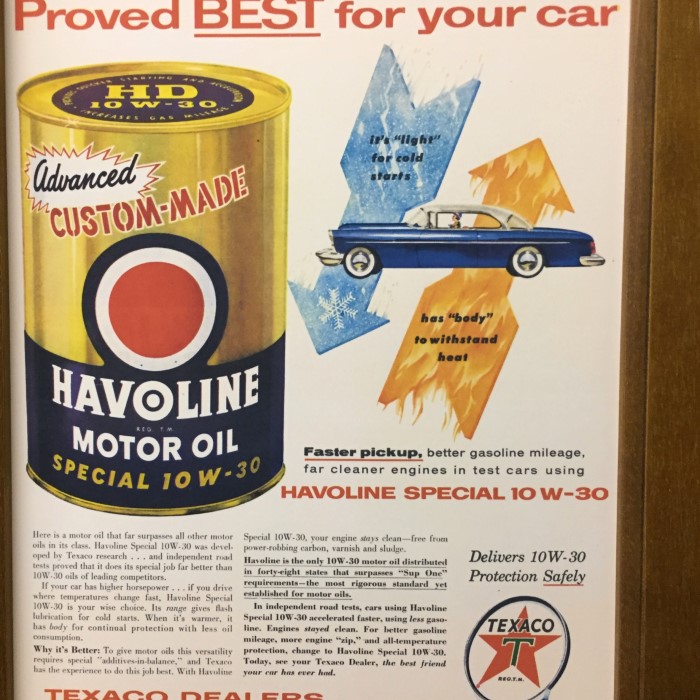 Proved BEST for your car
QUICKER STARTING AND ACCELERATION
HD
10W-30
INCREASES GAS MILEAGE
Advanced
CUSTOM-MADE
HAVOLINE
REG. T.M.
MOTOR OIL
SPECIAL 10W-30
it's "light"
for cold
starts
has "body"
to withstand
heat
Faster pickup, better gasoline mileage,
far cleaner engines in test cars using
HAVOLINE SPECIAL 10W-30
Here is a motor oil that far surpasses all other motor
oils in its class. Havoline Special 10W-30 was devel-
oped by Texaco research . . . and independent road
tests proved that it does its special job far better than
10W-30 oils of leading competitors.
If your car has higher horsepower . . . if you drive
where temperatures change fast, Havoline Special
10W-30 is your wise choice. Its range gives flash
lubrication for cold starts. When it's warmer, it
has body for continual protection with less oil
consumption.
Why it's Better: To give motor oils this versatility
requires special "additives-in-balance," and Texaco
has the experience to do this job best. With Havoline
Special 10W-30, your engine stays clean—free from
power-robbing carbon, varnish and sludge.
Havoline is the only 10W-30 motor oil distributed
in forty-eight states that surpasses "Sup One"
requirements—the most rigorous standard yet
established for motor oils.
In independent road tests, cars using Havoline
Special 10W-30 accelerated faster, using less gaso-
line. Engines stayed clean. For better gasoline
mileage, more engine "zip," and all-temperature
protection, change to Havoline Special 10W-30.
Today, see your Texaco Dealer, the best friend
your car has ever had.
Delivers 10W-30
Protection Safely
TEXACO
T
REG. T.M.
TEXACO DEALERS